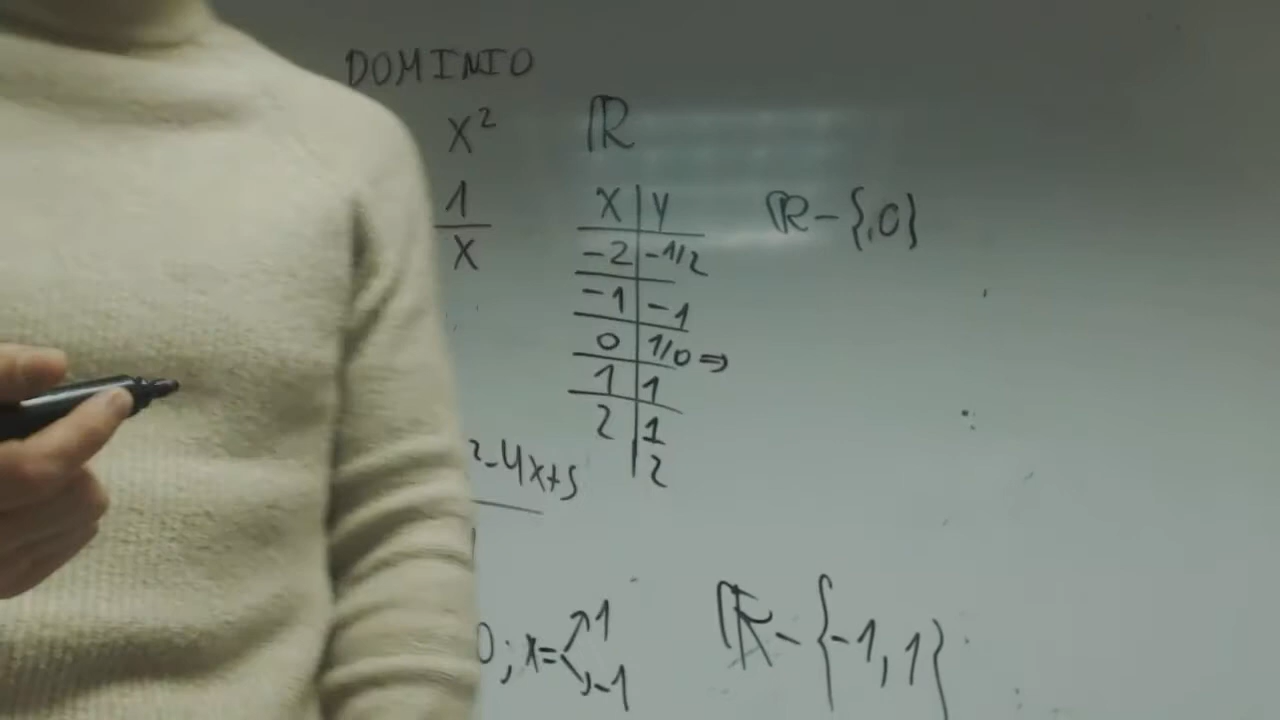 DOMINIO
x² ℝ
1/x
X | Y ℝ-{,0}
-2 | -1/2
-1 | -1
0 | 1/0 ⇒
1 | 1
2 | 1
2
²-4x+5
0; x= 1
-1
ℝ-{-1,1}